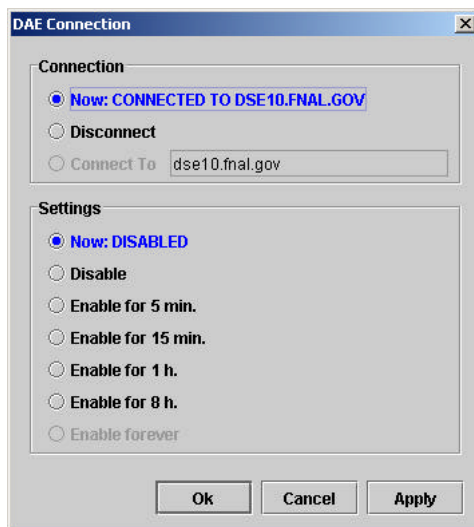 DAE Connection
Connection
Now: CONNECTED TO DSE10.FNAL.GOV
Disconnect
Connect To dse10.fnal.gov
Settings
Now: DISABLED
Disable
Enable for 5 min.
Enable for 15 min.
Enable for 1 h.
Enable for 8 h.
Enable forever
Ok Cancel Apply